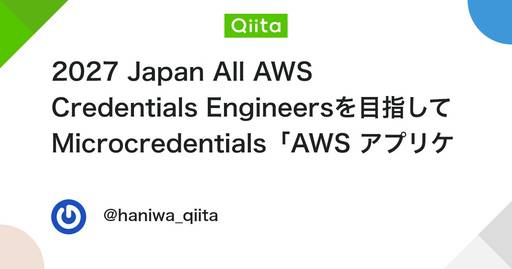 Qiita
2027 Japan All AWS
Credentials Engineersを目指して
Microcredentials「AWS アプリケ
@haniwa_qiita